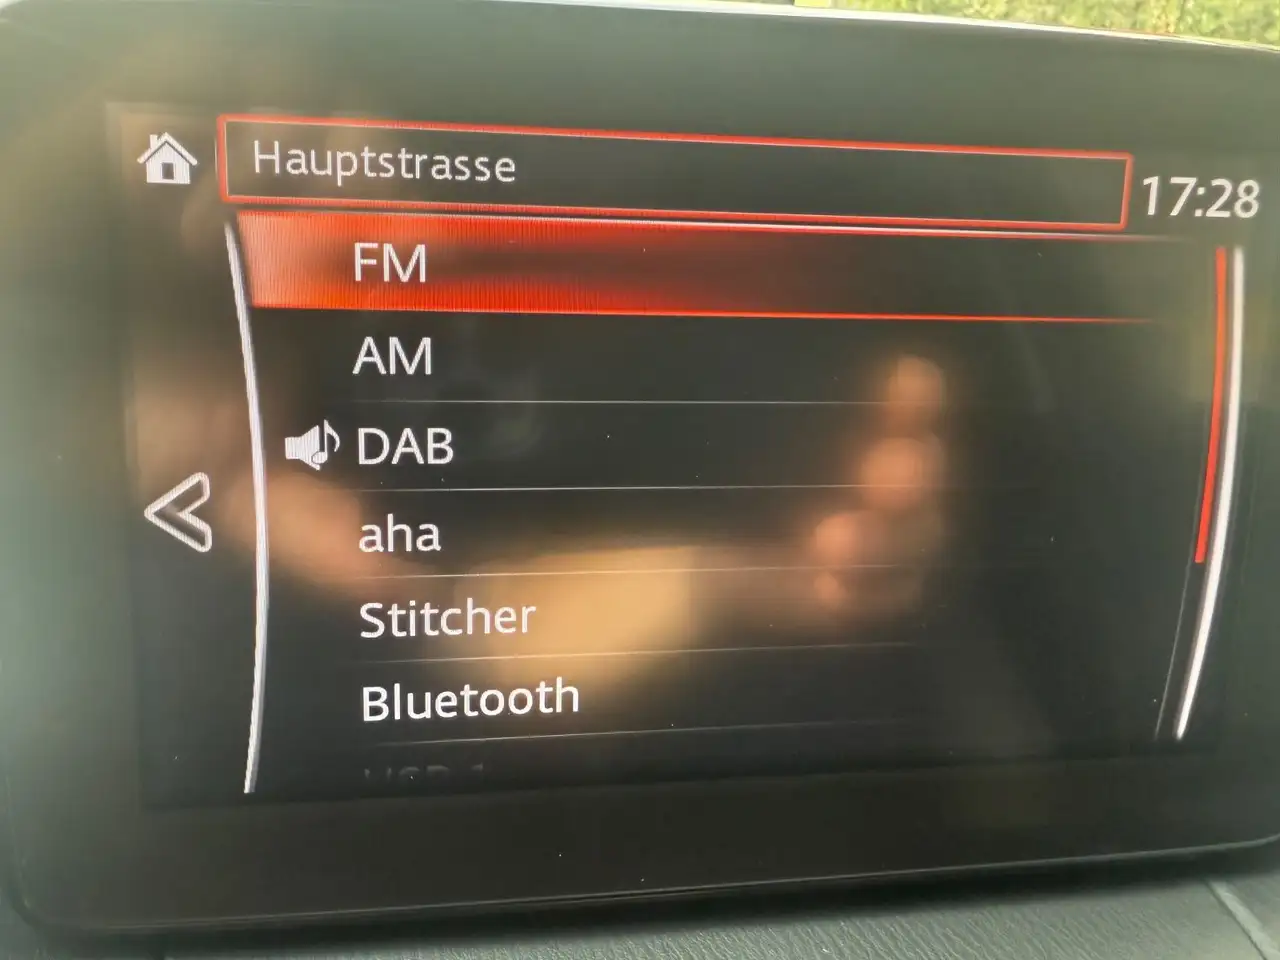 Hauptstrasse
17:28
FM
AM
DAB
aha
Stitcher
Bluetooth